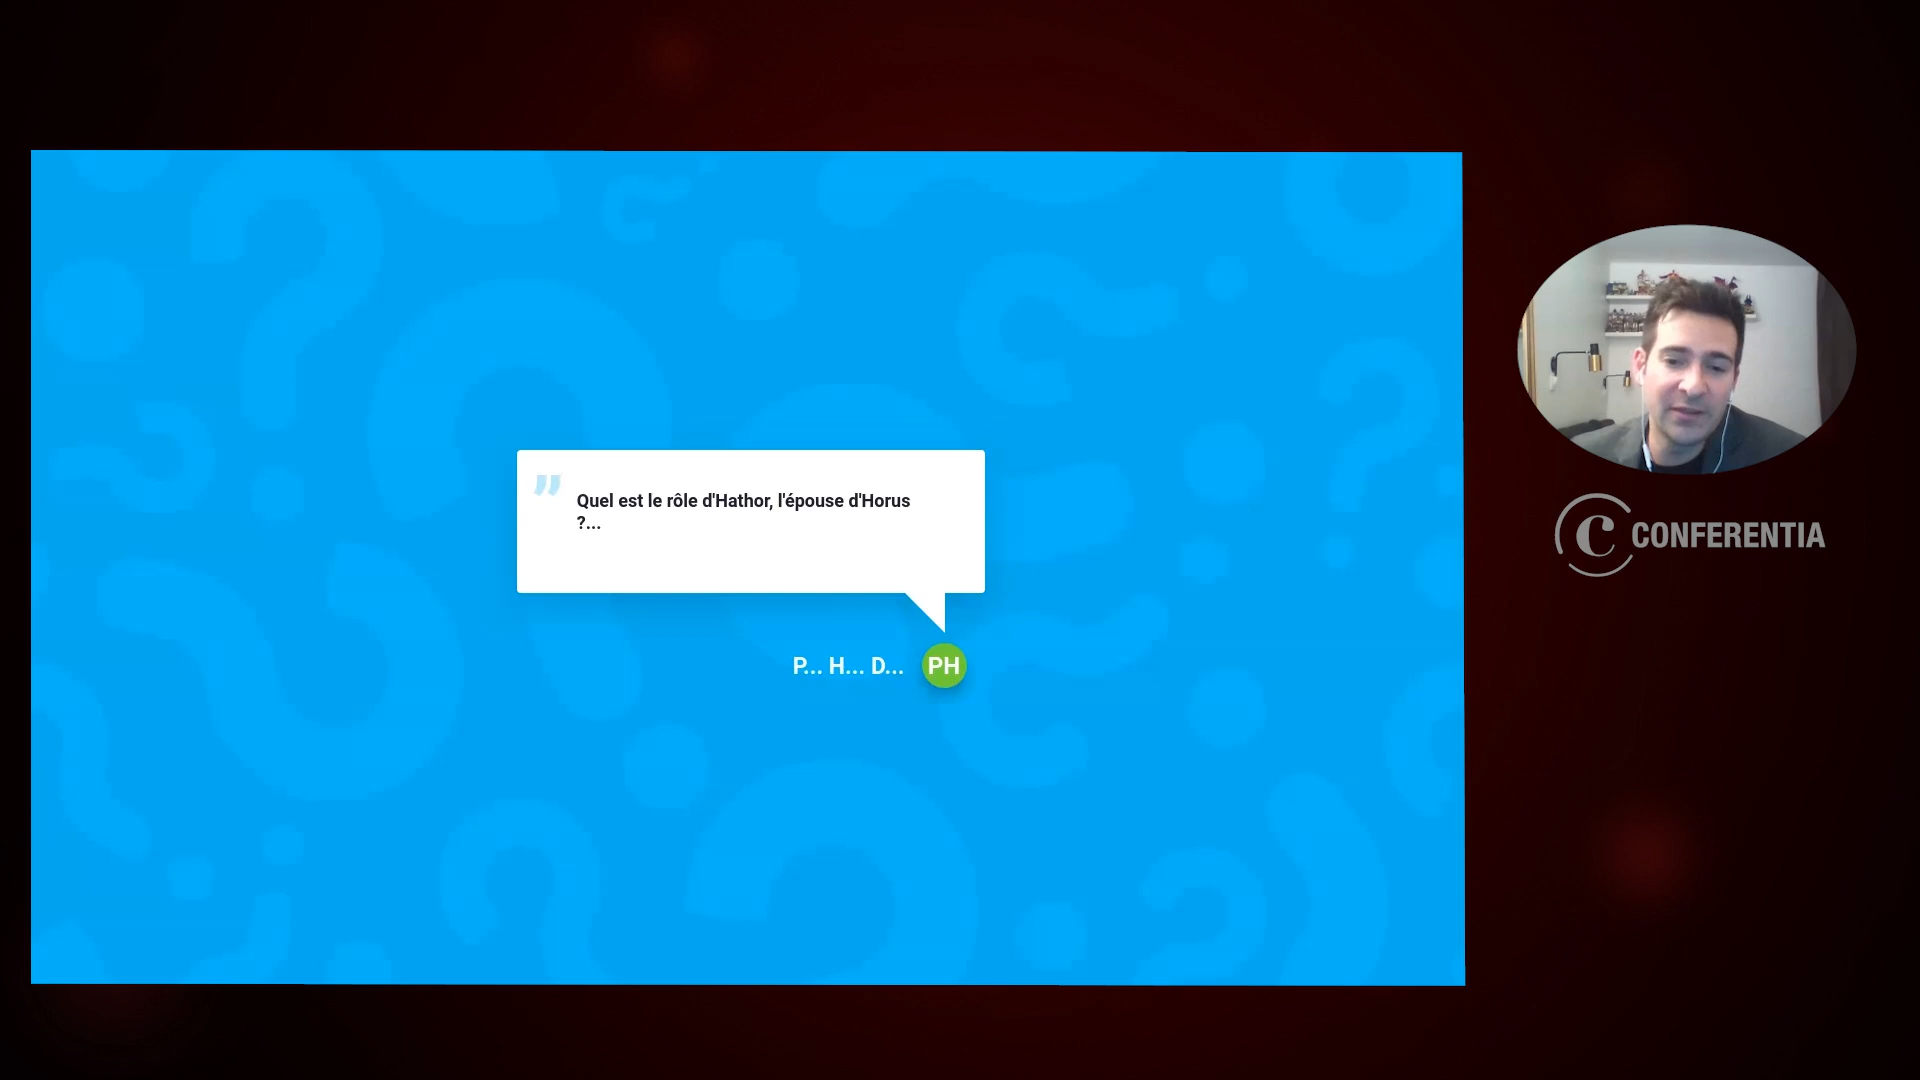 Quel est le rôle d'Hathor, l'épouse d'Horus
?...
P... H... D...
PH
C CONFERENTIA